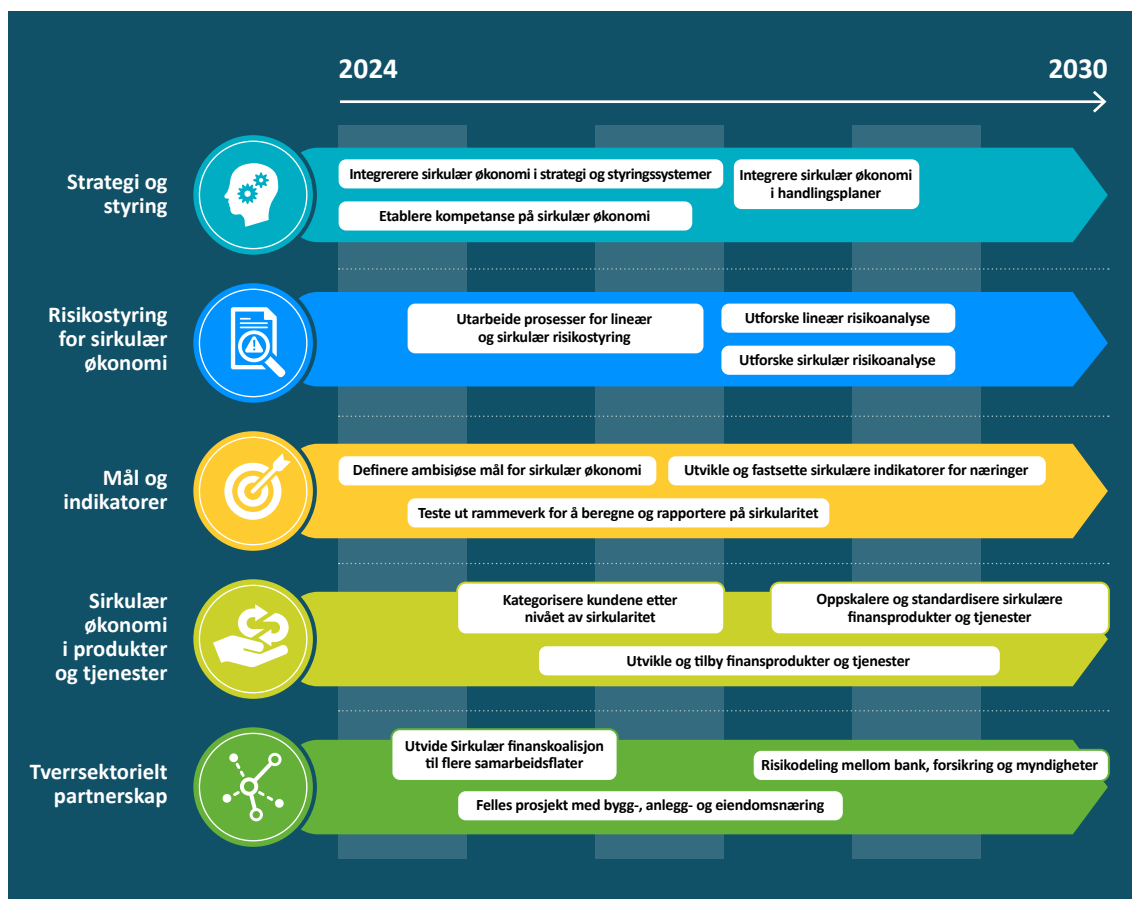 2024
2030
Strategi og
styring
Integrerere sirkulær økonomi i strategi og styringssystemer
Etablere kompetanse på sirkulær økonomi
Integrere sirkulær økonomi
i handlingsplaner
Risikostyring
for sirkulær
økonomi
Utarbeide prosesser for lineær
og sirkulær risikostyring
Utforske lineær risikoanalyse
Utforske sirkulær risikoanalyse
Mål og
indikatorer
Definere ambisiøse mål for sirkulær økonomi
Utvikle og fastsette sirkulære indikatorer for næringer
Teste ut rammeverk for å beregne og rapportere på sirkularitet
Sirkulær
økonomi
i produkter
og tjenester
Kategorisere kundene etter
nivået av sirkularitet
Oppskalere og standardisere sirkulære
finansprodukter og tjenester
Utvikle og tilby finansprodukter og tjenester
Tverrsektorielt
partnerskap
Utvide Sirkulær finanskoalisjon
til flere samarbeidsflater
Risikodeling mellom bank, forsikring og myndigheter
Felles prosjekt med bygg-, anlegg- og eiendomsnæring